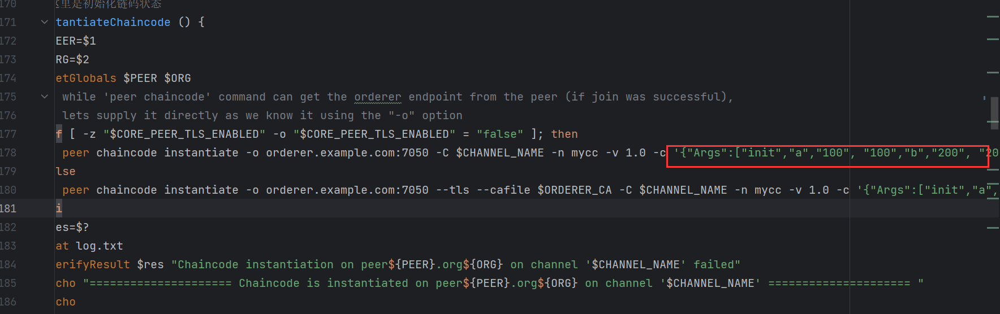 170 这里是初始化链码状态
171 tantiateChaincode () {
172 EER=$1
173 RG=$2
174 etGlobals $PEER $ORG
175 while 'peer chaincode' command can get the orderer endpoint from the peer (if join was successful),
176 lets supply it directly as we know it using the "-o" option
177 f [ -z "$CORE_PEER_TLS_ENABLED" -o "$CORE_PEER_TLS_ENABLED" = "false" ]; then
178 peer chaincode instantiate -o orderer.example.com:7050 -C $CHANNEL_NAME -n mycc -v 1.0 -c '{"Args":["init","a","100", "100","b","200", "20
179 lse
180 peer chaincode instantiate -o orderer.example.com:7050 --tls --cafile $ORDERER_CA -C $CHANNEL_NAME -n mycc -v 1.0 -c '{"Args":["init","a",
181 i
182 es=$?
183 at log.txt
184 erifyResult $res "Chaincode instantiation on peer${PEER}.org${ORG} on channel '$CHANNEL_NAME' failed"
185 cho "===================== Chaincode is instantiated on peer${PEER}.org${ORG} on channel '$CHANNEL_NAME' ===================== "
186 cho